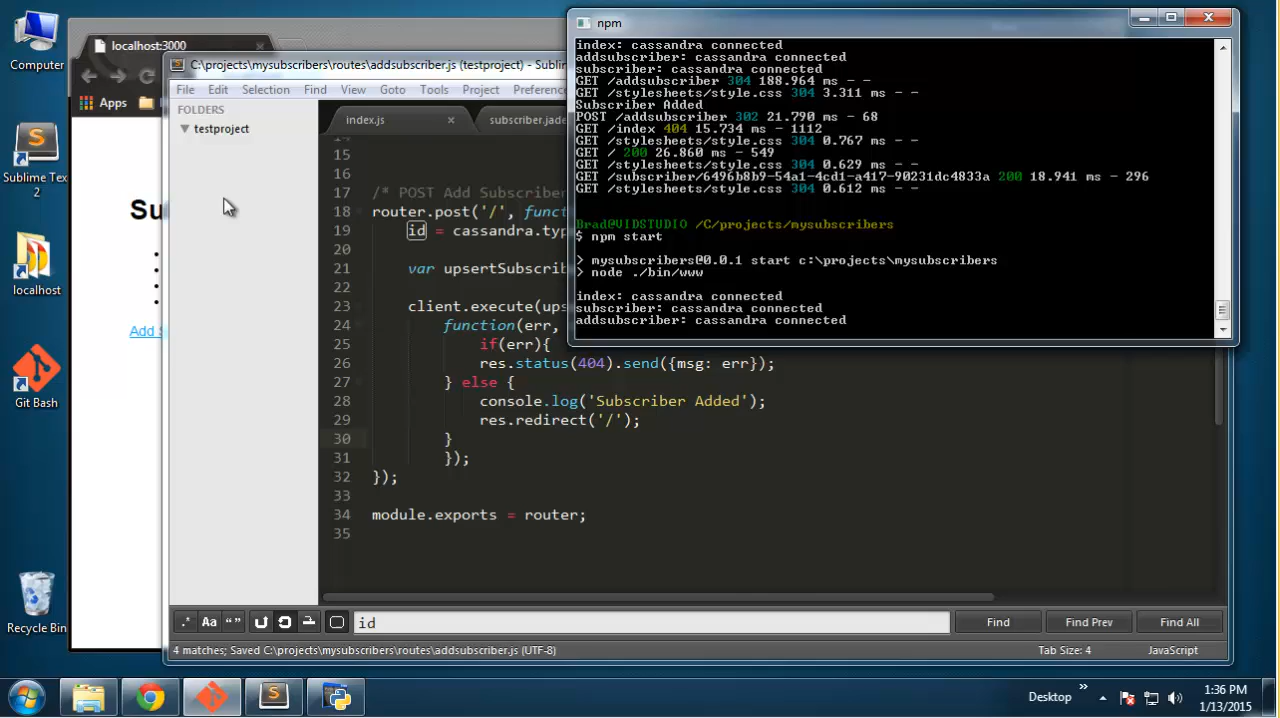 Computer
Sublime Tex
2
localhost
Git Bash
Recycle Bin
localhost:3000
Apps
Su
Add S
C:\projects\mysubscribers\routes\addsubscriber.js (testproject) - Sublim
File Edit Selection Find View Goto Tools Project Preference
FOLDERS
testproject
index.js
subscriber.jade
14
15
16
17 /* POST Add Subscriber
18 router.post('/', funct
19 id = cassandra.typ
20
21 var upsertSubscrib
22
23 client.execute(ups
24 function(err,
25 if(err){
26 res.status(404).send({msg: err});
27 } else {
28 console.log('Subscriber Added');
29 res.redirect('/');
30 }
31 });
32 });
33
34 module.exports = router;
35
.* Aa “ ” id Find Find Prev Find All
4 matches; Saved C:\projects\mysubscribers\routes\addsubscriber.js (UTF-8) Tab Size: 4 JavaScript
npm
index: cassandra connected
addsubscriber: cassandra connected
subscriber: cassandra connected
GET /addsubscriber 304 188.964 ms - -
GET /stylesheets/style.css 304 3.311 ms - -
Subscriber Added
POST /addsubscriber 302 21.790 ms - 68
GET /index 404 15.734 ms - 1112
GET /stylesheets/style.css 304 0.767 ms - -
GET / 200 26.860 ms - 549
GET /stylesheets/style.css 304 0.629 ms - -
GET /subscriber/6496b8b9-54a1-4cd1-a417-90231dc4833a 200 18.941 ms - 296
GET /stylesheets/style.css 304 0.612 ms - -
Brad@VIDSTUDIO /C/projects/mysubscribers
$ npm start
> mysubscribers@0.0.1 start c:\projects\mysubscribers
> node ./bin/www
index: cassandra connected
subscriber: cassandra connected
addsubscriber: cassandra connected
Desktop
1:36 PM
1/13/2015